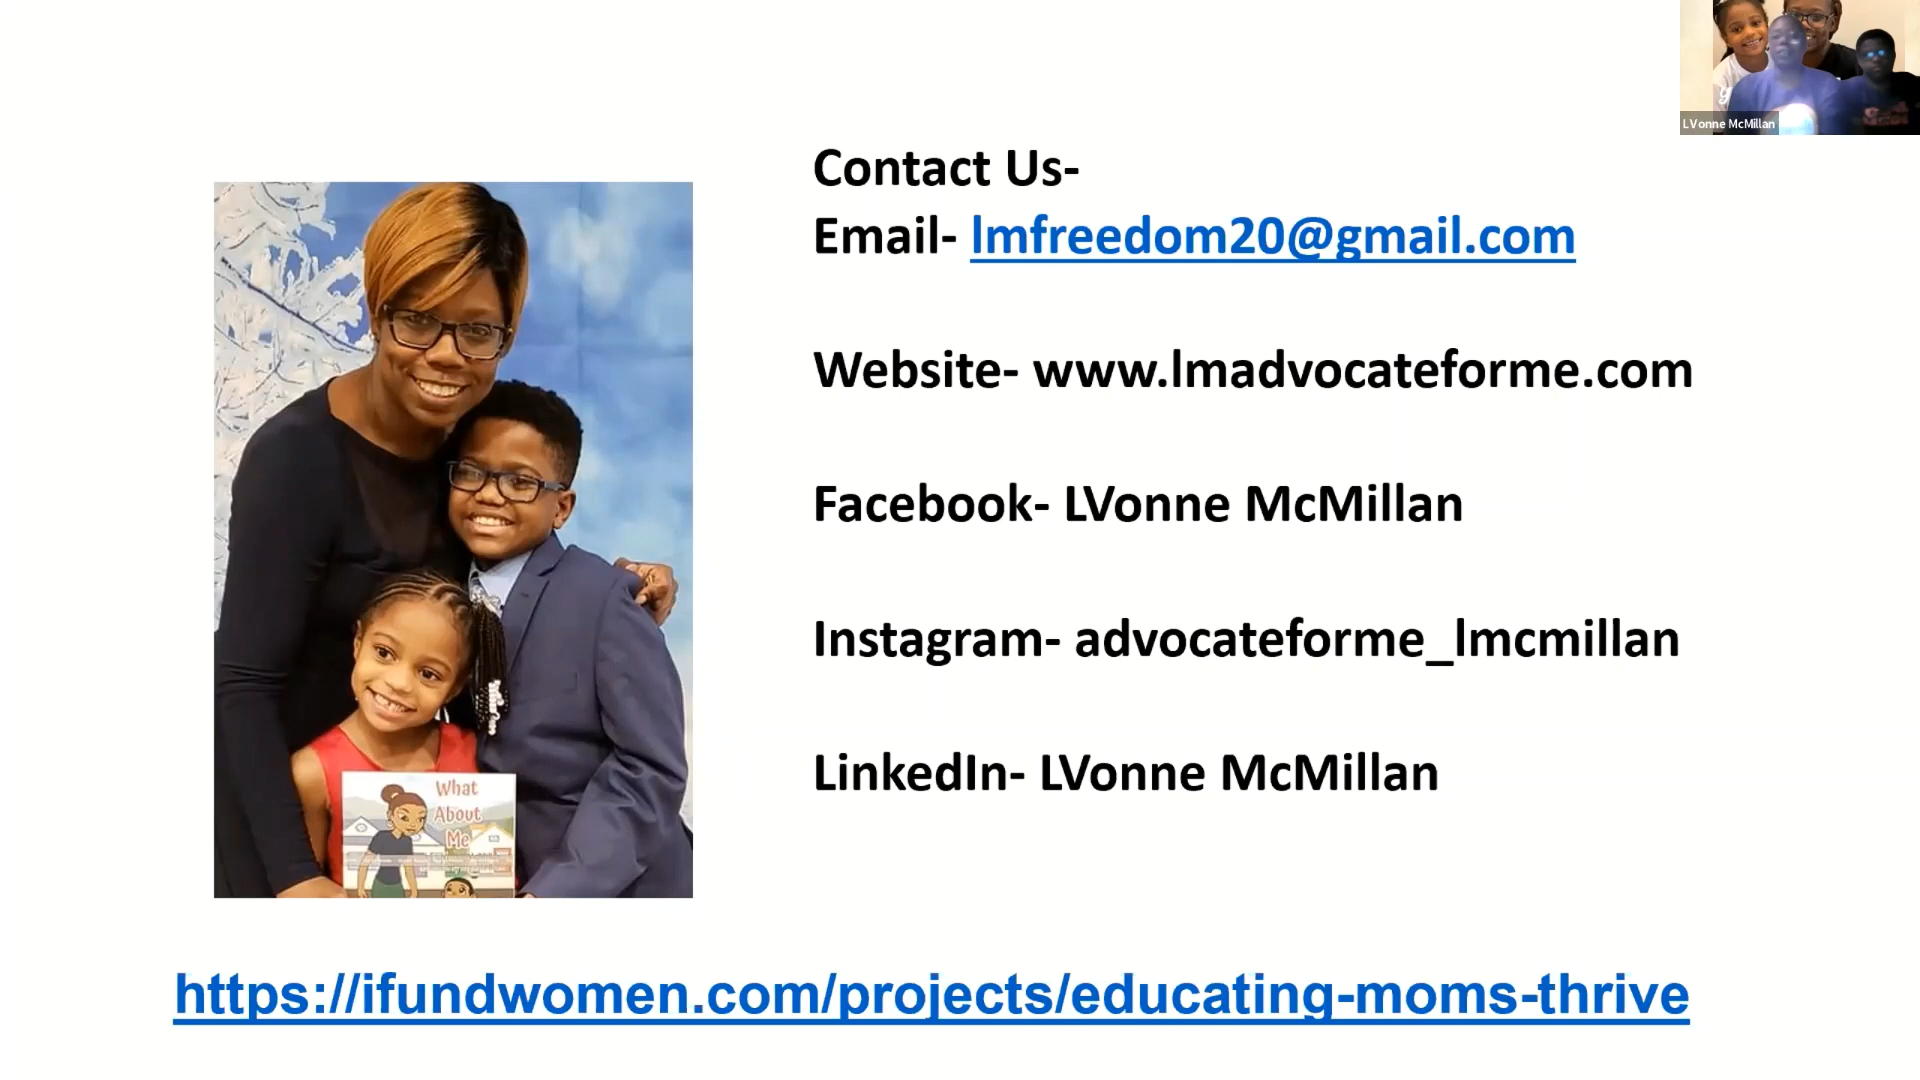 LVonne McMillan
Contact Us-
Email- lmfreedom20@gmail.com
Website- www.lmadvocateforme.com
Facebook- LVonne McMillan
Instagram- advocateforme_lmcmillan
LinkedIn- LVonne McMillan
What
About
Me
https://ifundwomen.com/projects/educating-moms-thrive